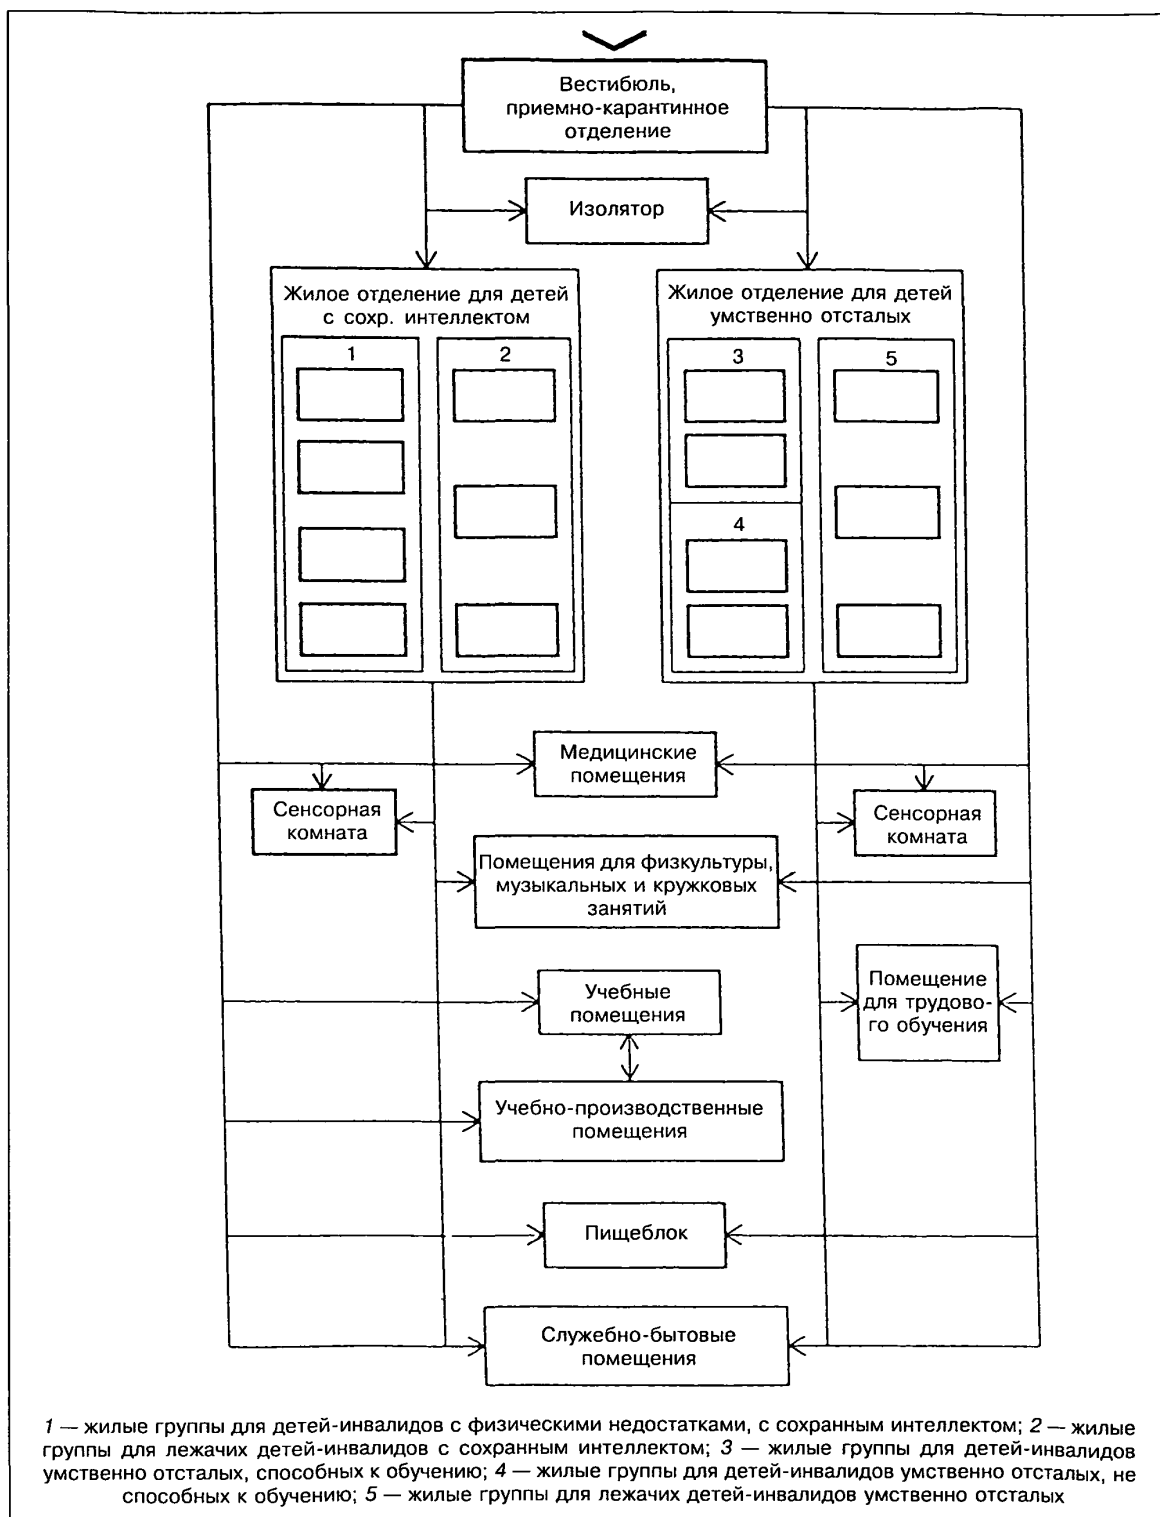 Вестибюль,
приемно-карантинное
отделение
Изолятор
Жилое отделение для детей
с сохр. интеллектом
1
2
Жилое отделение для детей
умственно отсталых
3
5
4
Медицинские
помещения
Сенсорная
комната
Сенсорная
комната
Помещения для физкультуры,
музыкальных и кружковых
занятий
Учебные
помещения
Помещение
для трудово-
го обучения
Учебно-производственные
помещения
Пищеблок
Служебно-бытовые
помещения
1 — жилые группы для детей-инвалидов с физическими недостатками, с сохранным интеллектом; 2 — жилые
группы для лежачих детей-инвалидов с сохранным интеллектом; 3 — жилые группы для детей-инвалидов
умственно отсталых, способных к обучению; 4 — жилые группы для детей-инвалидов умственно отсталых, не
способных к обучению; 5 — жилые группы для лежачих детей-инвалидов умственно отсталых